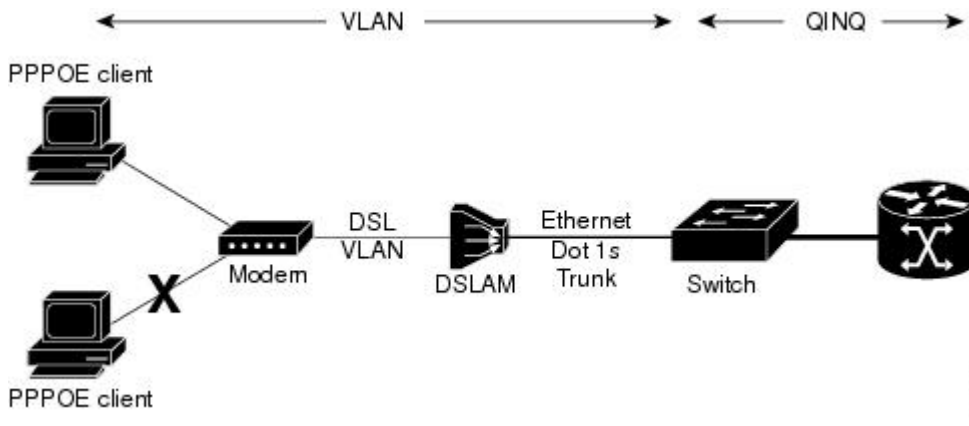 VLAN
QINQ
PPPOE client
DSL
VLAN
Ethernet
Dot 1s
Trunk
Modem
DSLAM
Switch
X
PPPOE client